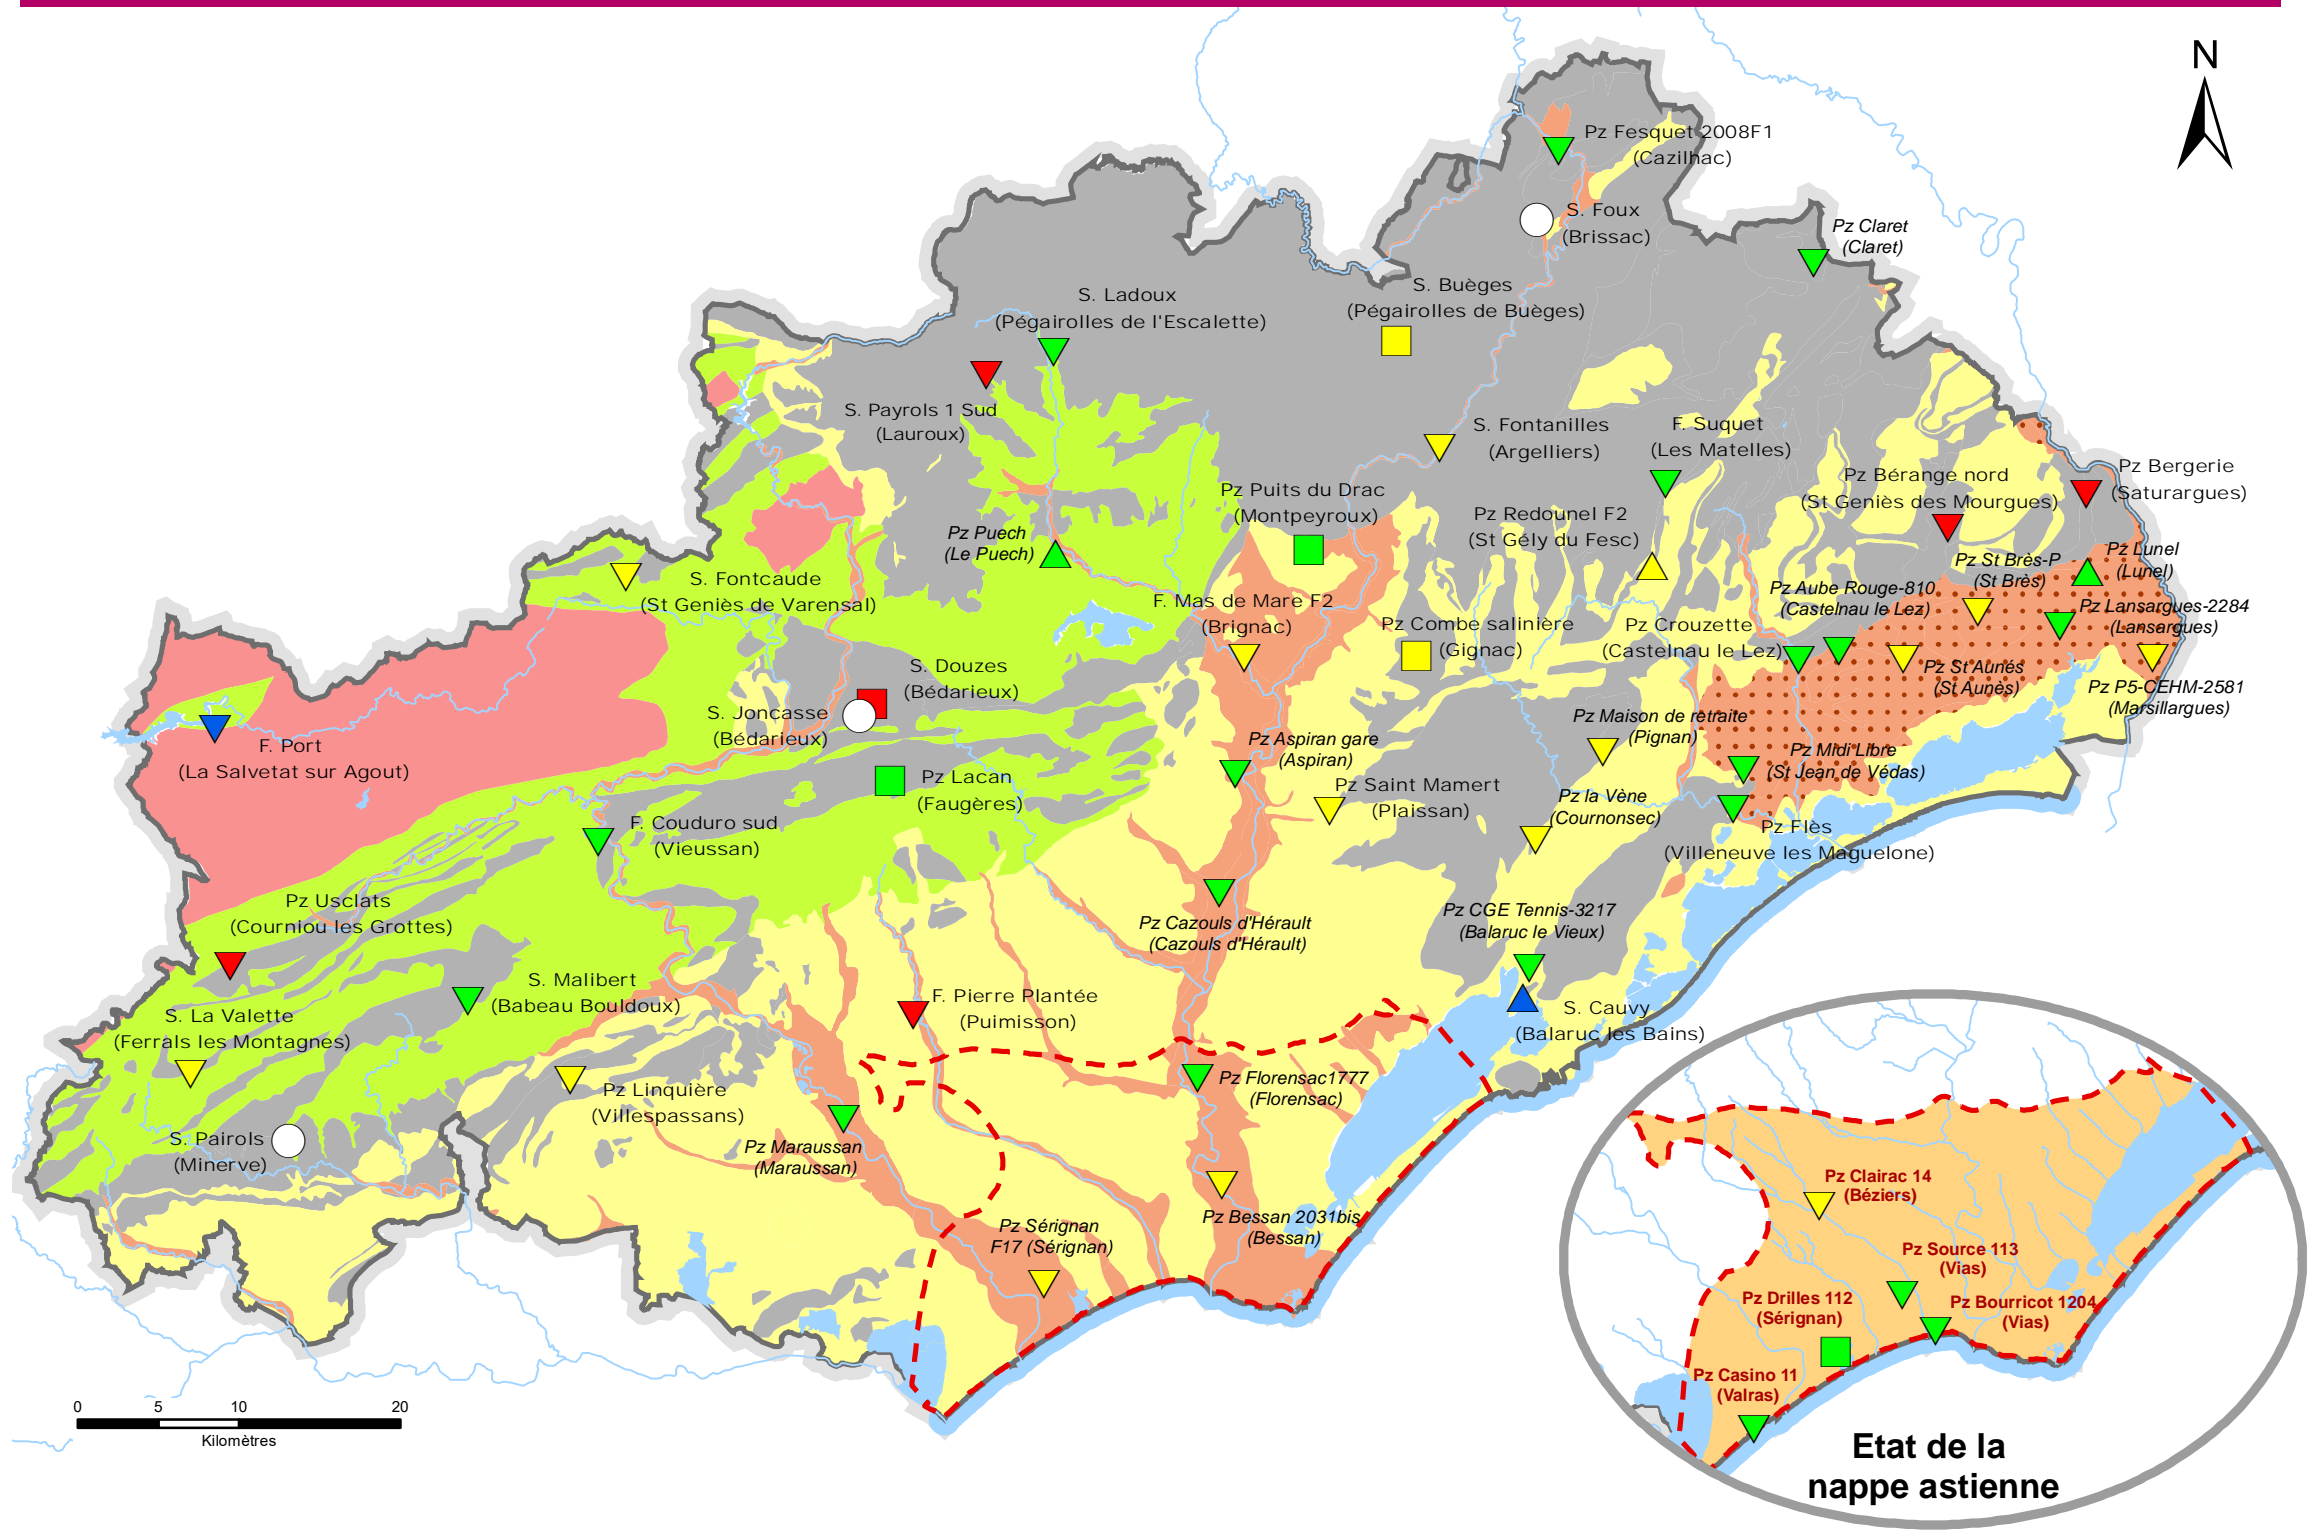 N
Pz Fesquet 2008F1
(Cazilhac)
S. Foux
(Brissac)
Pz Claret
(Claret)
S. Ladoux
(Pégairolles de l'Escalette)
S. Buèges
(Pégairolles de Buèges)
S. Payrols 1 Sud
(Lauroux)
S. Fontanilles
(Argelliers)
F. Suquet
(Les Matelles)
Pz Bérange nord
(St Geniès des Mourgues)
Pz Bergerie
(Saturargues)
Pz Puits du Drac
(Montpeyroux)
Pz Redounel F2
(St Gély du Fesc)
Pz Puech
(Le Puech)
Pz St Brès-P
(St Brès)
Pz Lunel
(Lunel)
S. Fontcaude
(St Geniès de Varensal)
F. Mas de Mare F2
(Brignac)
Pz Aube Rouge-810
(Castelnau le Lez)
Pz Lansargues-2284
(Lansargues)
Pz Combe salinière
(Gignac)
Pz Crouzette
(Castelnau le Lez)
S. Douzes
(Bédarieux)
Pz St Aunés
(St Aunès)
Pz P5-CEHM-2581
(Marsillargues)
S. Joncasse
(Bédarieux)
F. Port
(La Salvetat sur Agout)
Pz Maison de retraite
(Pignan)
Pz Aspiran gare
(Aspiran)
Pz Midi Libre
(St Jean de Védas)
Pz Lacan
(Faugères)
Pz Saint Mamert
(Plaissan)
Pz la Vène
(Cournonsec)
F. Couduro sud
(Vieussan)
Pz Flès
(Villeneuve les Maguelone)
Pz Usclats
(Courniou les Grottes)
Pz Cazouls d'Hérault
(Cazouls d'Hérault)
Pz CGE Tennis-3217
(Balaruc le Vieux)
S. Malibert
(Babeau Bouldoux)
F. Pierre Plantée
(Puimisson)
S. Cauvy
(Balaruc les Bains)
S. La Valette
(Ferrals les Montagnes)
Pz Linquière
(Villespassans)
Pz Florensac1777
(Florensac)
S. Pairols
(Minerve)
Pz Maraussan
(Maraussan)
Pz Sérignan
F17 (Sérignan)
Pz Bessan 2031bis
(Bessan)
Pz Clairac 14
(Béziers)
Pz Source 113
(Vias)
Pz Drilles 112
(Sérignan)
Pz Bourricot 1204
(Vias)
Pz Casino 11
(Valras)
Etat de la
nappe astienne
0 5 10 20
Kilomètres